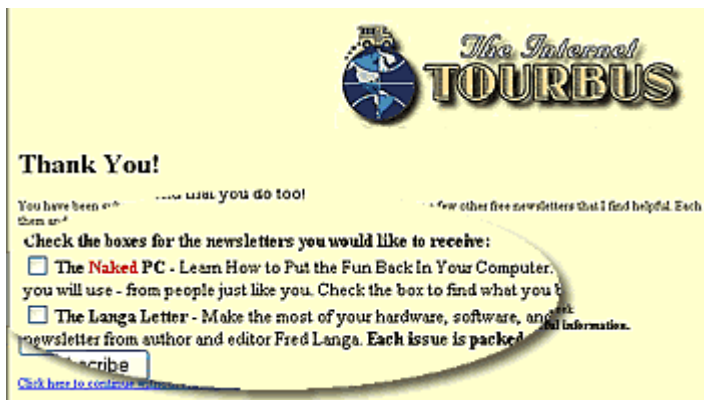 The Internet
TOURBUS
Thank You!
that you do too!
You have been few other free newsletters that I find helpful. Each
them and
Check the boxes for the newsletters you would like to receive:
The Naked PC - Learn How to Put the Fun Back In Your Computer.
you will use - from people just like you. Check the box to find what you
The Langa Letter - Make the most of your hardware, software, and
ful information.
newsletter from author and editor Fred Langa. Each issue is packed
cribe
Click here to continue